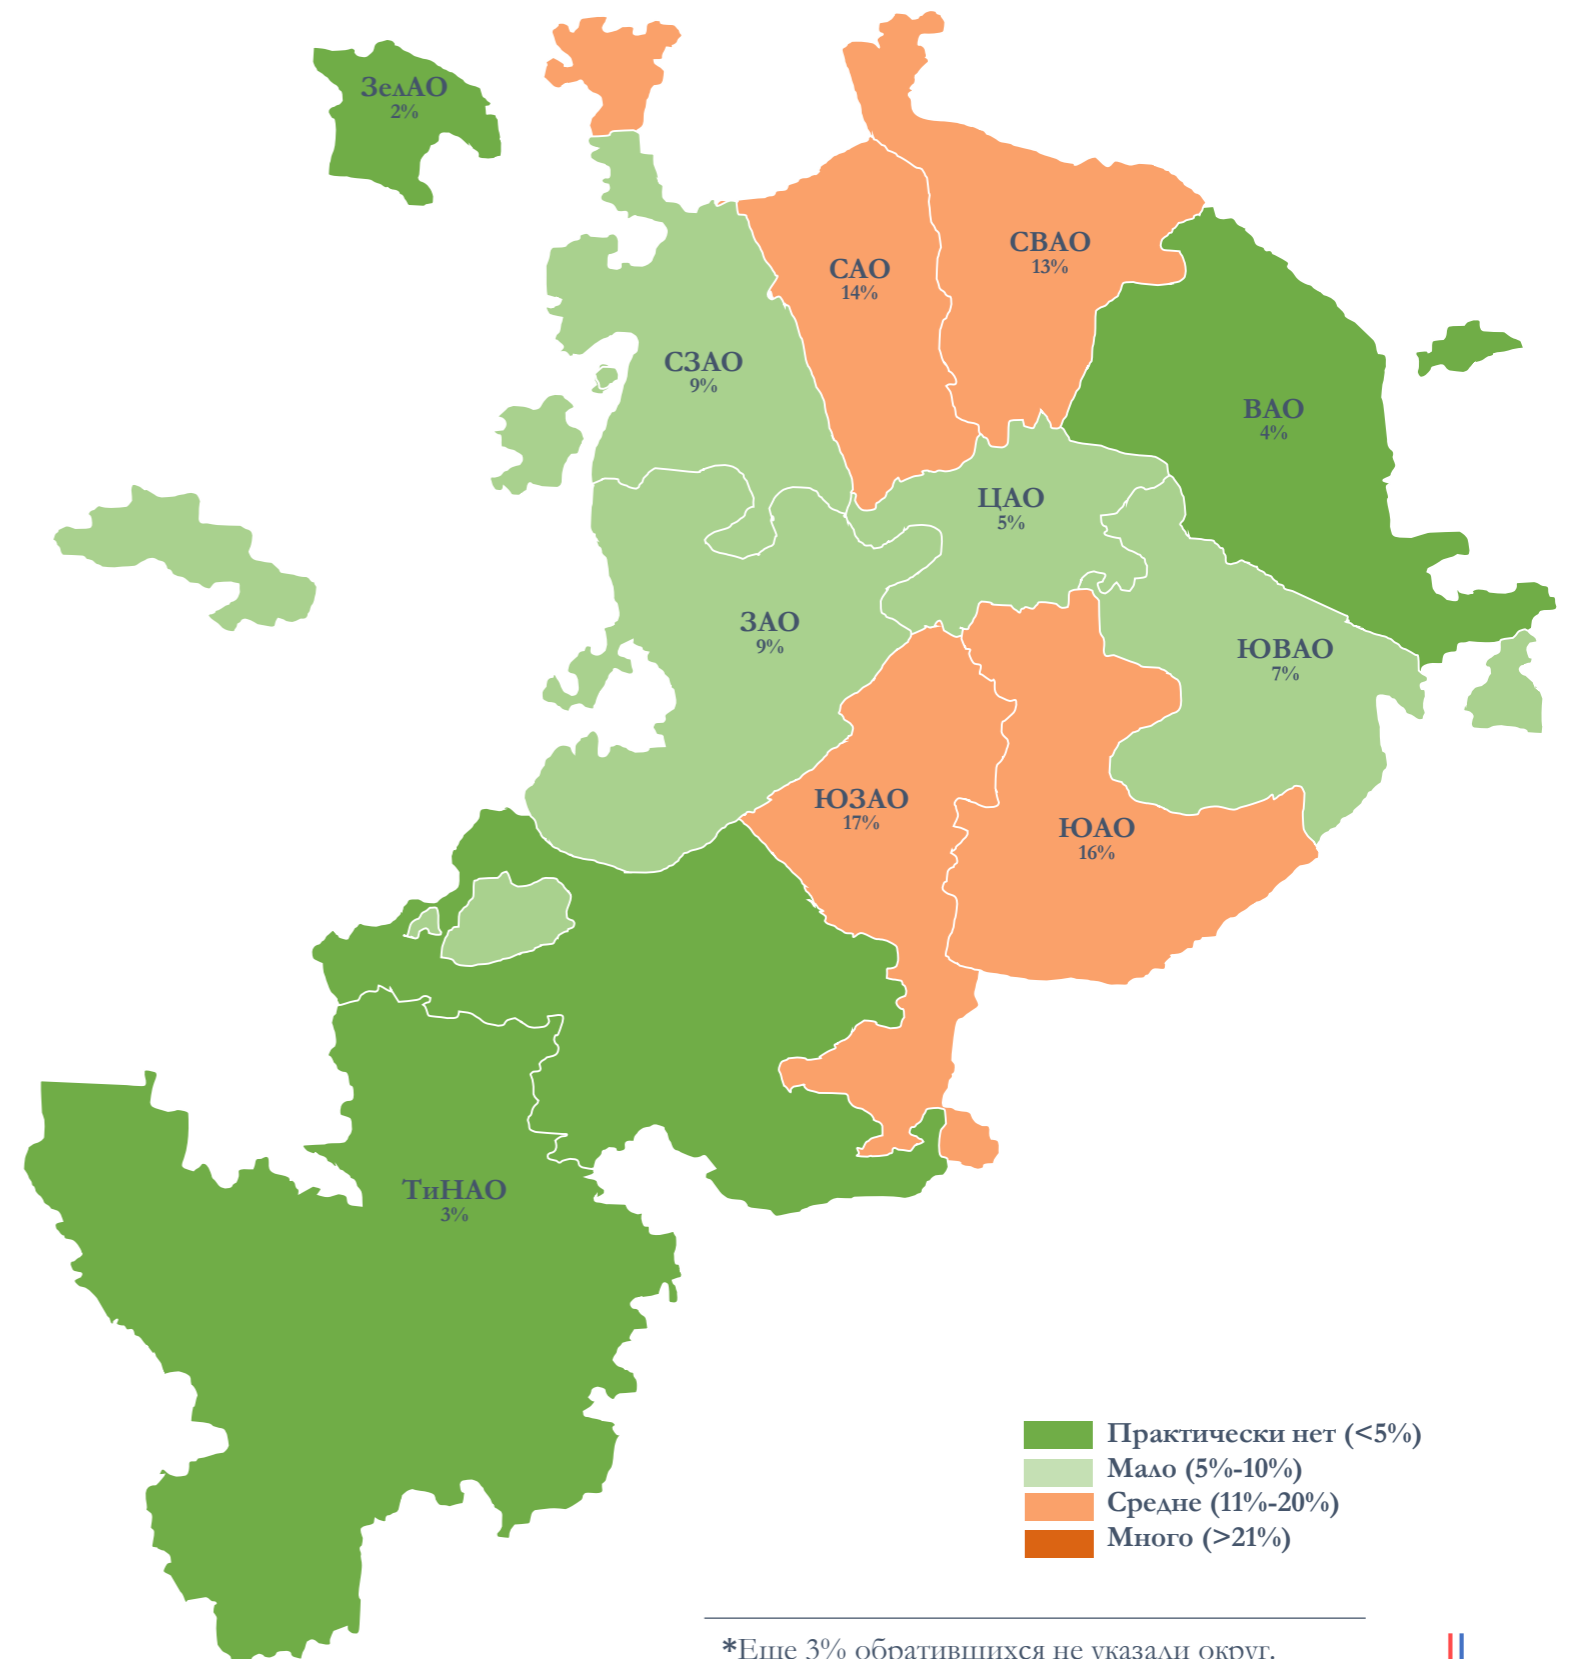 ЗелАО
2%
СВАО
13%
САО
14%
СЗАО
9%
ВАО
4%
ЦАО
5%
ЗАО
9%
ЮВАО
7%
ЮЗАО
17%
ЮАО
16%
ТиНАО
3%
Практически нет (<5%)
Мало (5%-10%)
Средне (11%-20%)
Много (>21%)
*Еще 3% обратившихся не указали округ.